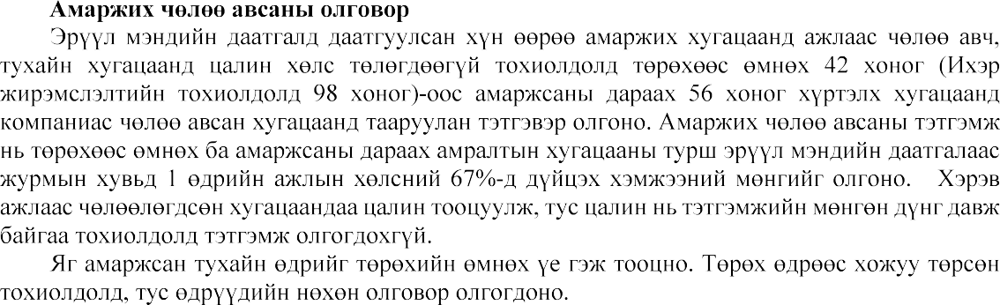 Амаржих чөлөө авсаны олговор
Эрүүл мэндийн даатгалд даатгуулсан хүн өөрөө амаржих хугацаанд ажлаас чөлөө авч,
тухайн хугацаанд цалин хөлс төлөгдөөгүй тохиолдолд төрөхөөс өмнөх 42 хоног (Ихэр
жирэмслэлтийн тохиолдолд 98 хоног)-оос амаржсаны дараах 56 хоног хүртэлх хугацаанд
компаниас чөлөө авсан хугацаанд тааруулан тэтгэвэр олгоно. Амаржих чөлөө авсаны тэтгэмж
нь төрөхөөс өмнөх ба амаржсаны дараах амралтын хугацааны турш эрүүл мэндийн даатгалаас
журмын хувьд 1 өдрийн ажлын хөлсний 67%-д дүйцэх хэмжээний мөнгийг олгоно. Хэрэв
ажлаас чөлөөлөгдсөн хугацаандаа цалин тооцуулж, тус цалин нь тэтгэмжийн мөнгөн дүнг давж
байгаа тохиолдолд тэтгэмж олгогдохгүй.
Яг амаржсан тухайн өдрийг төрөхийн өмнөх үе гэж тооцно. Төрөх өдрөөс хожуу төрсөн
тохиолдолд, тус өдрүүдийн нөхөн олговор олгогдоно.